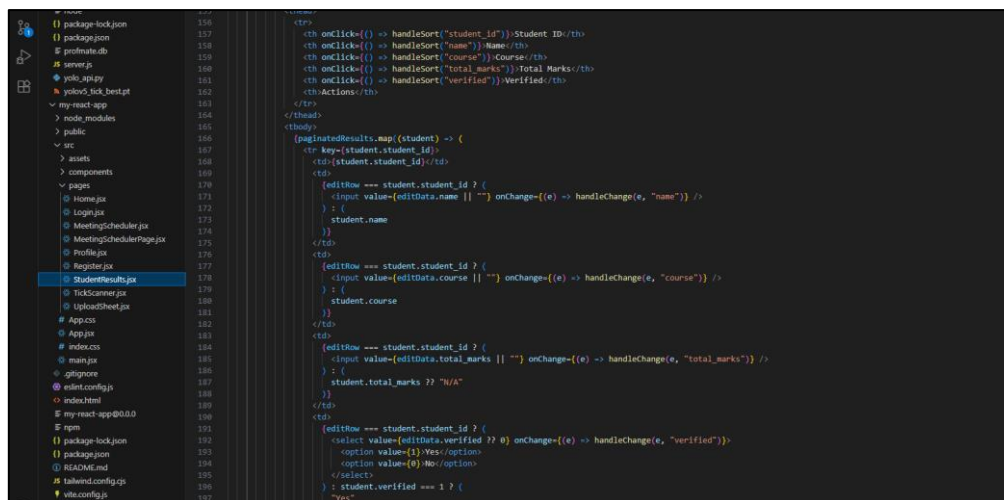 node
package-lock.json
package.json
profmate.db
server.js
yolo_api.py
yolov5_tick_best.pt
my-react-app
node_modules
public
src
assets
components
pages
Home.jsx
Login.jsx
MeetingScheduler.jsx
MeetingSchedulerPage.jsx
Profile.jsx
Register.jsx
StudentResults.jsx
TickScanner.jsx
UploadSheet.jsx
App.css
App.jsx
index.css
main.jsx
.gitignore
eslint.config.js
index.html
my-react-app@0.0.0
npm
package-lock.json
package.json
README.md
tailwind.config.cjs
vite.config.js
155 <thead>
156 <tr>
157 <th onClick={() => handleSort("student_id")}>Student ID</th>
158 <th onClick={() => handleSort("name")}>Name</th>
159 <th onClick={() => handleSort("course")}>Course</th>
160 <th onClick={() => handleSort("total_marks")}>Total Marks</th>
161 <th onClick={() => handleSort("verified")}>Verified</th>
162 <th>Actions</th>
163 </tr>
164 </thead>
165 <tbody>
166 {paginatedResults.map((student) => (
167 <tr key={student.student_id}>
168 <td>{student.student_id}</td>
169 <td>
170 {editRow === student.student_id ? (
171 <input value={editData.name || ""} onChange={(e) => handleChange(e, "name")} />
172 ) : (
173 student.name
174 )}
175 </td>
176 <td>
177 {editRow === student.student_id ? (
178 <input value={editData.course || ""} onChange={(e) => handleChange(e, "course")} />
179 ) : (
180 student.course
181 )}
182 </td>
183 <td>
184 {editRow === student.student_id ? (
185 <input value={editData.total_marks || ""} onChange={(e) => handleChange(e, "total_marks")} />
186 ) : (
187 student.total_marks ?? "N/A"
188 )}
189 </td>
190 <td>
191 {editRow === student.student_id ? (
192 <select value={editData.verified ?? 0} onChange={(e) => handleChange(e, "verified")}>
193 <option value={1}>Yes</option>
194 <option value={0}>No</option>
195 </select>
196 ) : student.verified === 1 ? (
197 "Yes"